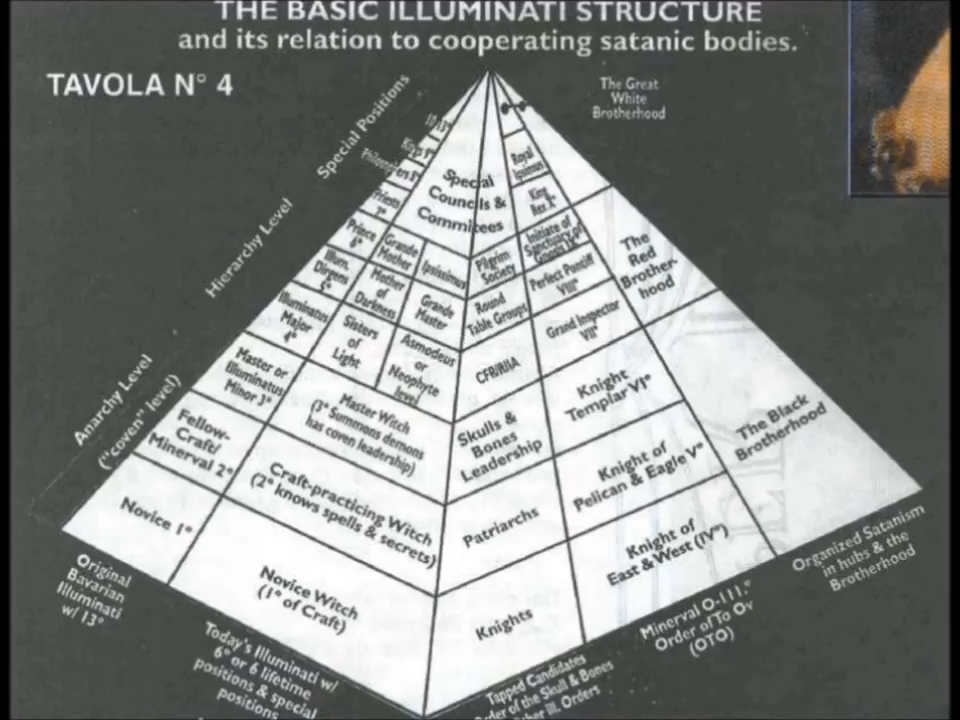 THE BASIC ILLUMINATI STRUCTURE
and its relation to cooperating satanic bodies.
TAVOLA N° 4
Special Positions
Hierarchy Level
Anarchy Level
("coven" level)
The Great
White
Brotherhood
Priests
7°
Prince
6°
Illum.
Dirigens
5°
Illuminatus
Major
4°
Master or
Illuminatus
Minor 3°
Fellow-
Craft/
Minerval 2°
Novice 1°
Special
Councils &
Commitees
Grande
Mother
Ipsissimus
Mother
of
Darkness
Grande
Master
Sisters
of
Light
Asmodeus
or
Neophyte
level
Master Witch
(3° Summons demons
has coven leadership)
Craft-practicing Witch
(2° knows spells & secrets)
Novice Witch
(1° of Craft)
Pilgrim
Society
Round
Table Groups
CFR/RIIA
Skulls &
Bones
Leadership
Patriarchs
Knights
Royal
King
Rex
Initiate of
Sanctuary of
Perfect Pontiff
VIII°
Grand Inspector
VII°
Knight
Templar VI°
Knight of
Pelican & Eagle V°
Knight of
East & West (IV°)
The
Red
Brother-
hood
The Black
Brotherhood
Original
Bavarian
Illuminati
w/ 13°
Today's Illuminati w/
6° or 6 lifetime
positions & special
positions
Tapped Candidates
Order of the Skull & Bones
ill. Orders
Minerval O-III.°
Order of To Ov
(OTO)
Organized Satanism
in hubs & the
Brotherhood